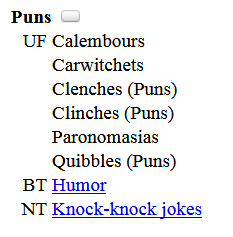 Puns
UF Calembours
Carwitchets
Clenches (Puns)
Clinches (Puns)
Paronomasias
Quibbles (Puns)
BT Humor
NT Knock-knock jokes